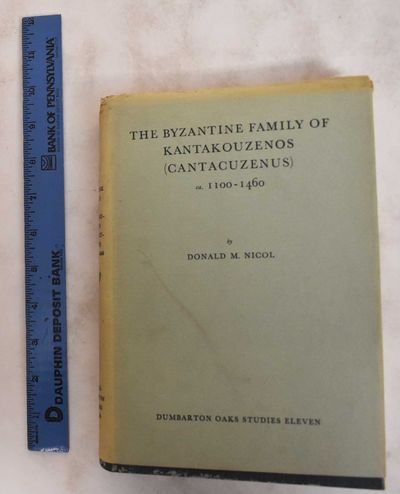 THE BYZANTINE FAMILY OF
KANTAKOUZENOS
(CANTACUZENUS)
ca. 1100-1460
by
DONALD M. NICOL
DUMBARTON OAKS STUDIES ELEVEN
BANK OF PENNSYLVANIA
DAUPHIN DEPOSIT BANK